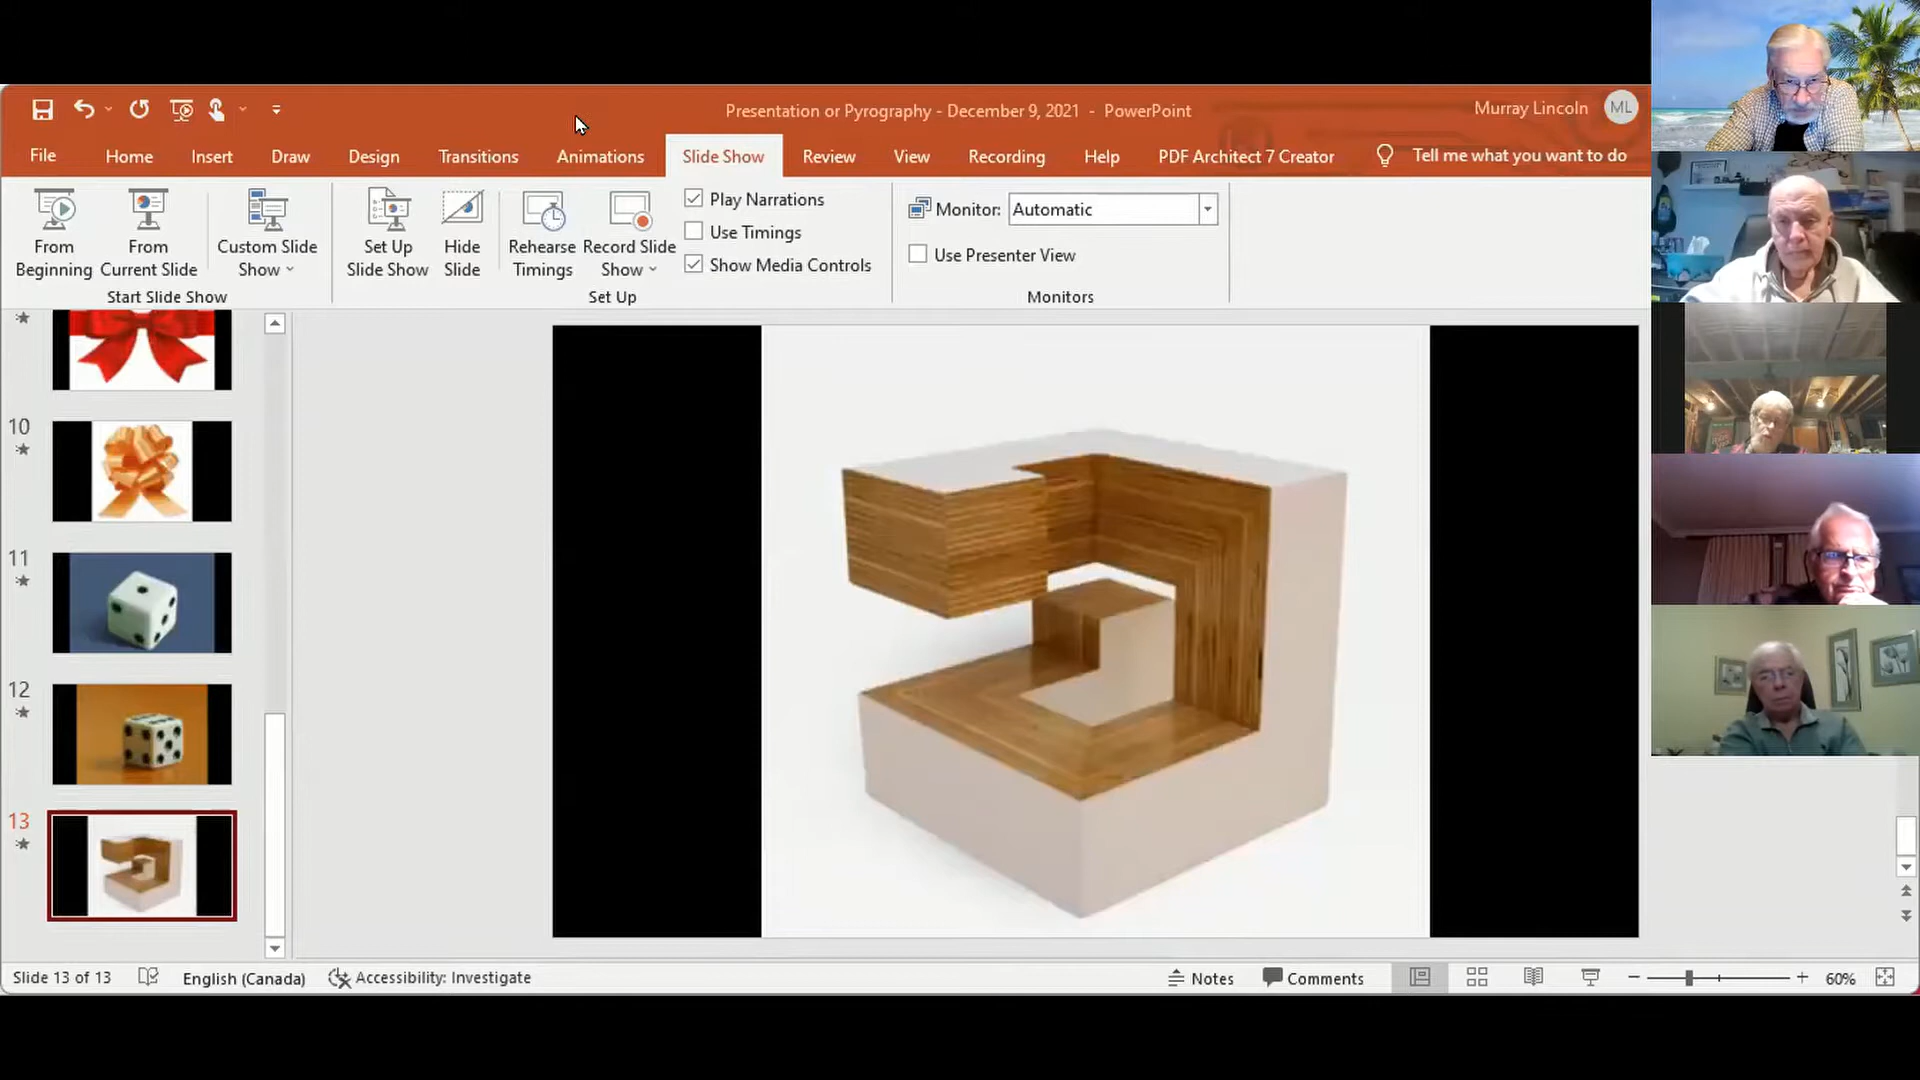 Presentation or Pyrography - December 9, 2021 - PowerPoint
Murray Lincoln
ML
File
Home
Insert
Draw
Design
Transitions
Animations
Slide Show
Review
View
Recording
Help
PDF Architect 7 Creator
Tell me what you want to do
From Beginning
From Current Slide
Custom Slide Show
Set Up Slide Show
Hide Slide
Rehearse Timings
Record Slide Show
Play Narrations
Use Timings
Show Media Controls
Monitor:
Automatic
Use Presenter View
Start Slide Show
Set Up
Monitors
10
11
12
13
Slide 13 of 13
English (Canada)
Accessibility: Investigate
Notes
Comments
60%